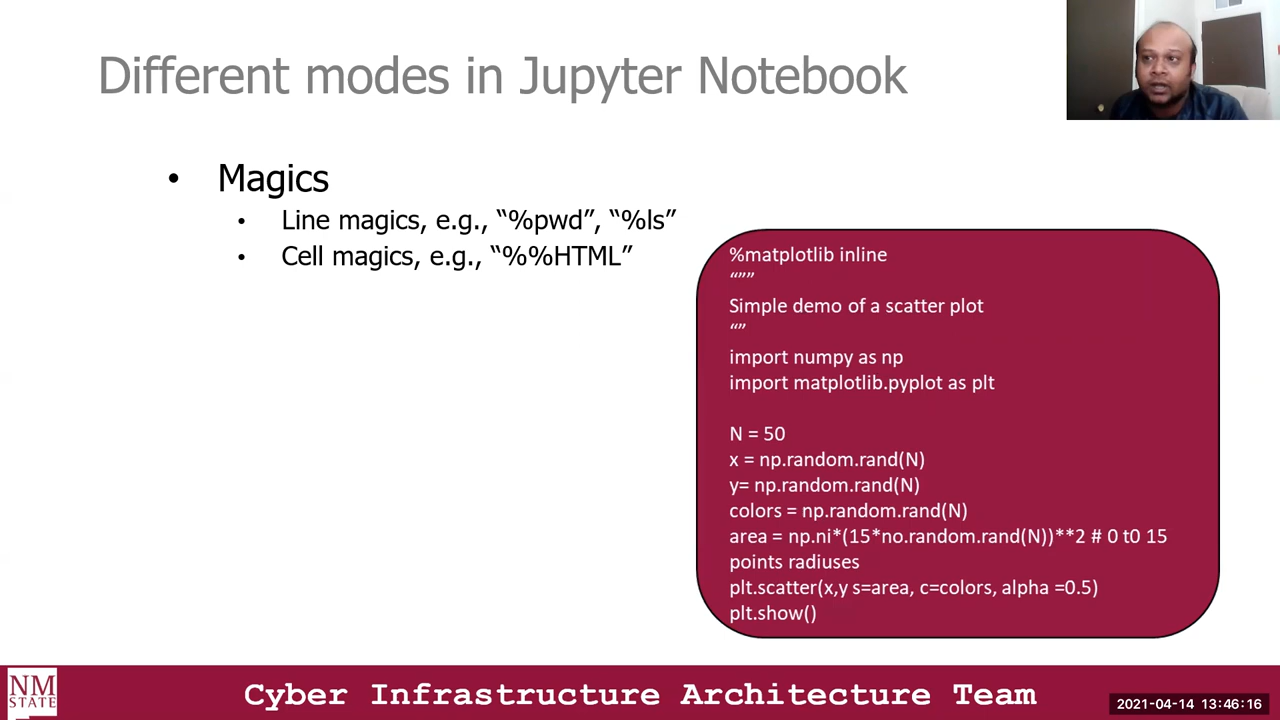 Different modes in Jupyter Notebook
• Magics
• Line magics, e.g., “%pwd”, “%ls”
• Cell magics, e.g., “%%HTML”
%matplotlib inline
“””
Simple demo of a scatter plot
“”
import numpy as np
import matplotlib.pyplot as plt
N = 50
x = np.random.rand(N)
y= np.random.rand(N)
colors = np.random.rand(N)
area = np.ni*(15*no.random.rand(N))**2 # 0 t0 15
points radiuses
plt.scatter(x,y s=area, c=colors, alpha =0.5)
plt.show()
NM
STATE
Cyber Infrastructure Architecture Team
2021-04-14 13:46:16